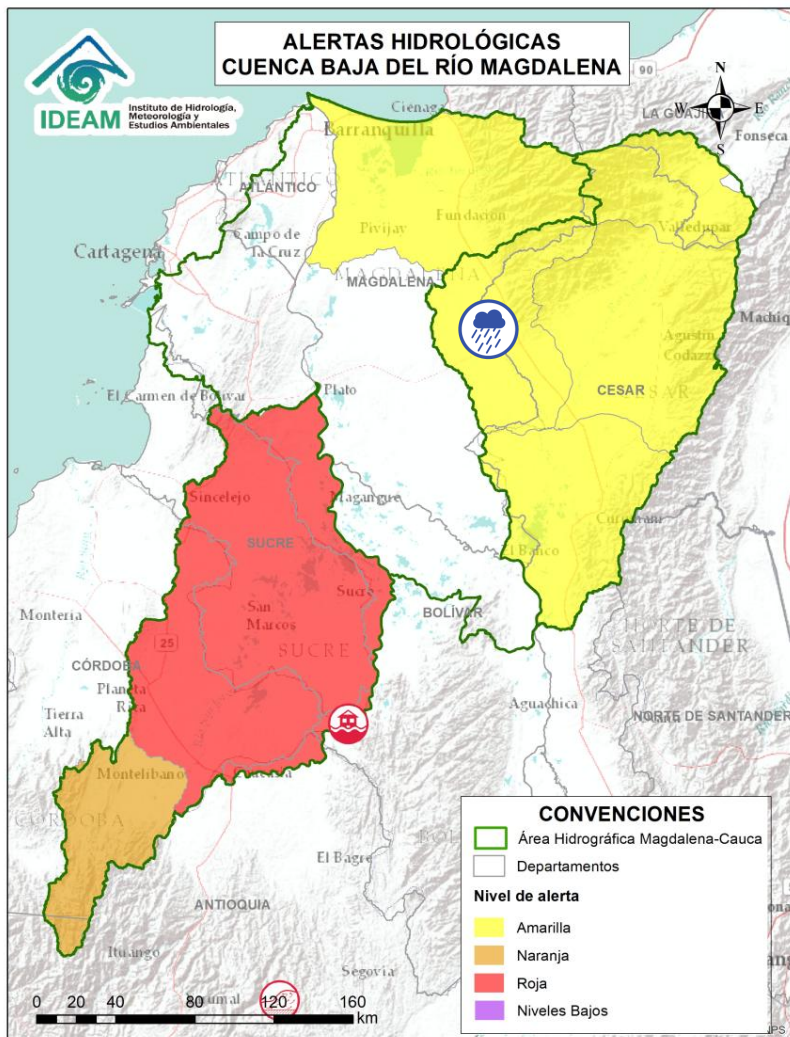 ALERTAS HIDROLÓGICAS
CUENCA BAJA DEL RÍO MAGDALENA
IDEAM
Instituto de Hidrología,
Meteorología y
Estudios Ambientales
N
W E
S
90
Ciénaga
LA GUAJIRA
Barranquilla
Fonseca
ATLÁNTICO
Pivijay
Fundación
Valledupar
Campo de
la Cruz
Cartagena
MAGDALENA
MAGDALENA
Machiq
Agustín
Codazzi
CESAR
El Carmen de Bolívar
Plato
Sincelejo
Magangué
SUCRE
Curumaní
El Banco
Sucre
San
Marcos
BOLÍVAR
Montería
SUCRE
NORTE DE
SANTANDER
25
CÓRDOBA
Planeta
Rica
Aguachica
Tierra
Alta
NORTE DE SANTANDER
Montelíbano
CÓRDOBA
El Bagre
ANTIOQUIA
Ituango
Segovia
CONVENCIONES
Área Hidrográfica Magdalena-Cauca
Departamentos
Nivel de alerta
Amarilla
Naranja
Roja
Niveles Bajos
0 20 40 80 120 160
km